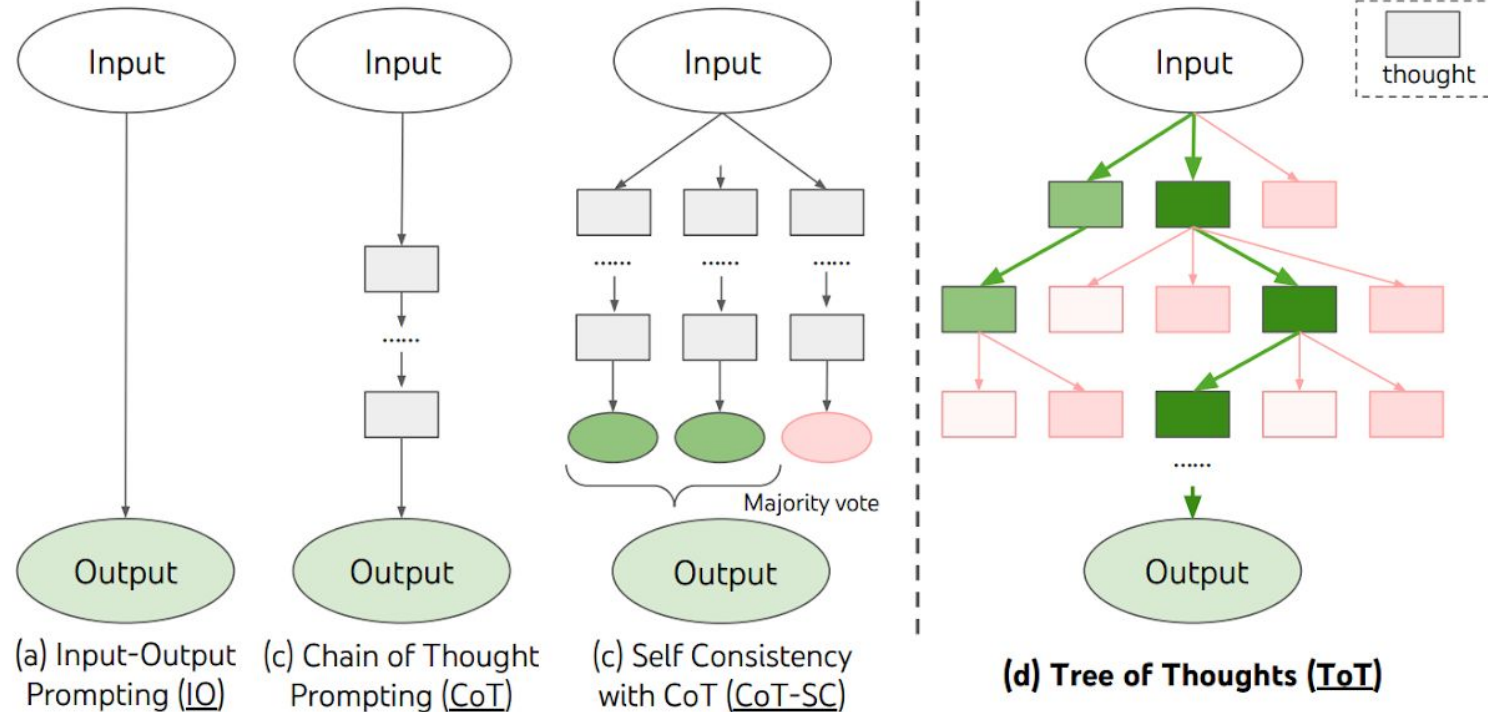 Input
Input
Input
Input
thought
......
......
......
......
......
Majority vote
Output
Output
Output
Output
(a) Input-Output
Prompting (IO)
(c) Chain of Thought
Prompting (CoT)
(c) Self Consistency
with CoT (CoT-SC)
(d) Tree of Thoughts (ToT)